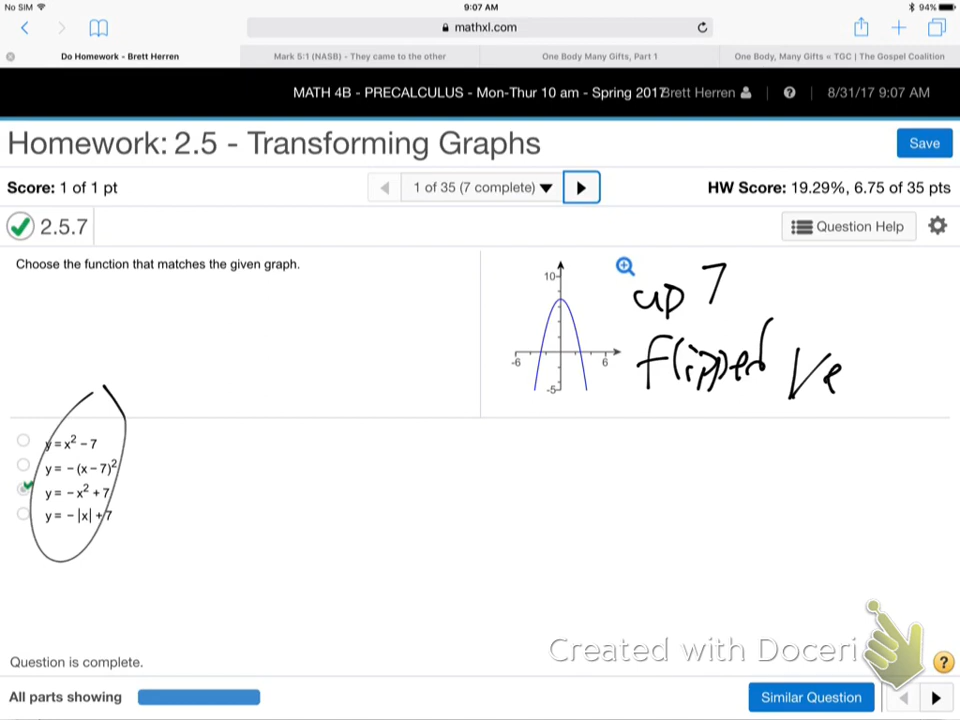 No SIM
9:07 AM
94%
mathxl.com
Do Homework - Brett Herren
Mark 5:1 (NASB) - They came to the other
One Body Many Gifts, Part 1
One Body, Many Gifts « TGC | The Gospel Coalition
MATH 4B - PRECALCULUS - Mon-Thur 10 am - Spring 2017
Brett Herren
8/31/17 9:07 AM
Homework: 2.5 - Transforming Graphs
Save
Score: 1 of 1 pt
1 of 35 (7 complete)
HW Score: 19.29%, 6.75 of 35 pts
2.5.7
Question Help
Choose the function that matches the given graph.
10
-6
6
-5
up 7
flipped
y = x² − 7
y = − (x − 7)²
y = − x² + 7
y = − |x| + 7
Created with Doceri
Question is complete.
?
All parts showing
Similar Question